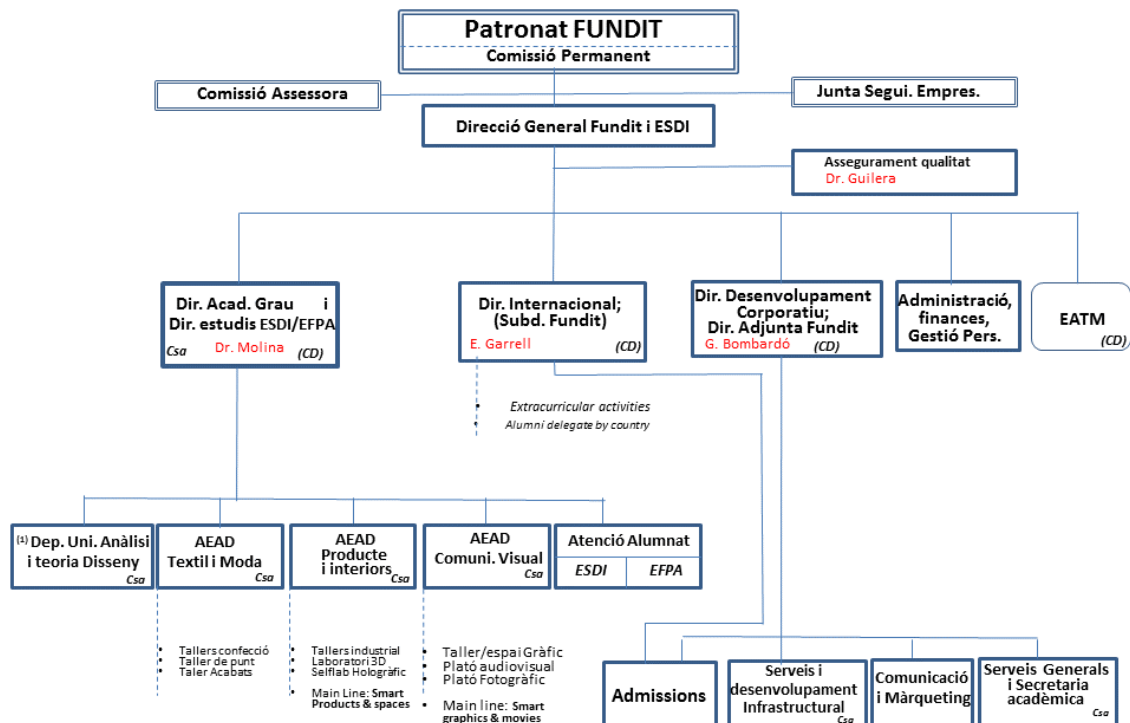 Patronat FUNDIT
Comissió Permanent
Comissió Assessora
Junta Segui. Empres.
Direcció General Fundit i ESDI
Assegurament qualitat
Dr. Guilera
Dir. Acad. Grau i
Dir. estudis ESDI/EFPA
Csa Dr. Molina (CD)
Dir. Internacional;
(Subd. Fundit)
E. Garrell (CD)
Dir. Desenvolupament
Corporatiu;
Dir. Adjunta Fundit
G. Bombardó (CD)
Administració,
finances,
Gestió Pers.
EATM
(CD)
• Extracurricular activities
• Alumni delegate by country
(1) Dep. Uni. Anàlisi
i teoria Disseny
Csa
AEAD
Textil i Moda
Csa
AEAD
Producte
i interiors
Csa
AEAD
Comuni. Visual
Csa
Atenció Alumnat
ESDI EFPA
• Tallers confecció
• Taller de punt
• Taler Acabats
• Tallers industrial
• Laboratori 3D
• Selflab Hologràfic
• Main Line: Smart
Products & spaces
• Taller/espai Gràfic
• Plató audiovisual
• Plató Fotogràfic
• Main line: Smart
graphics & movies
Admissions
Serveis i
desenvolupament
Infrastructural
Csa
Comunicació
i Màrqueting
Serveis Generals
i Secretaria
acadèmica
Csa